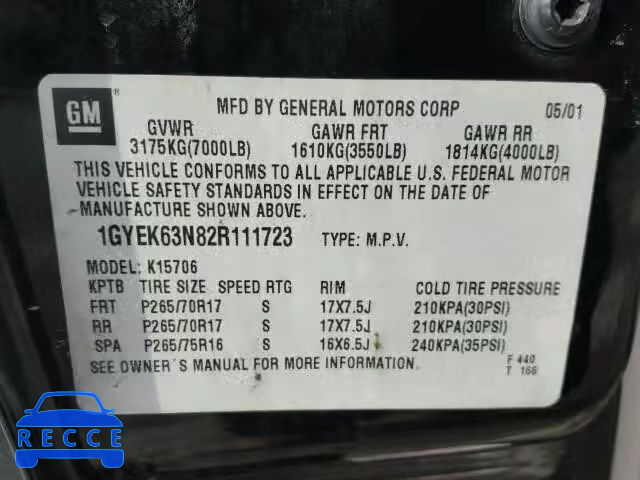 GM®
MFD BY GENERAL MOTORS CORP 05/01
GVWR GAWR FRT GAWR RR
3175KG(7000LB) 1610KG(3550LB) 1814KG(4000LB)
THIS VEHICLE CONFORMS TO ALL APPLICABLE U.S. FEDERAL MOTOR
VEHICLE SAFETY STANDARDS IN EFFECT ON THE DATE OF
MANUFACTURE SHOWN ABOVE.
1GYEK63N82R111723 TYPE: M.P.V.
MODEL: K15706
KPTB TIRE SIZE SPEED RTG RIM COLD TIRE PRESSURE
FRT P265/70R17 S 17X7.5J 210KPA(30PSI)
RR P265/70R17 S 17X7.5J 210KPA(30PSI)
SPA P265/75R16 S 16X6.5J 240KPA(35PSI)
SEE OWNER'S MANUAL FOR MORE INFORMATION.
F 440
T 166
RECCE